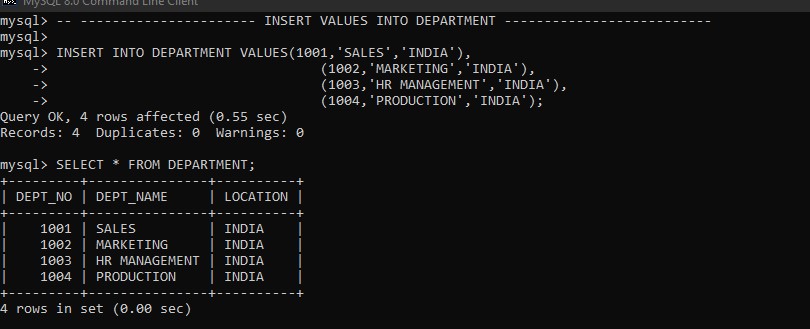 MySQL 8.0 Command Line Client
mysql> -- ---------------------- INSERT VALUES INTO DEPARTMENT --------------------------
mysql>
mysql> INSERT INTO DEPARTMENT VALUES(1001,'SALES','INDIA'),
    ->                                  (1002,'MARKETING','INDIA'),
    ->                                  (1003,'HR MANAGEMENT','INDIA'),
    ->                                  (1004,'PRODUCTION','INDIA');
Query OK, 4 rows affected (0.55 sec)
Records: 4  Duplicates: 0  Warnings: 0

mysql> SELECT * FROM DEPARTMENT;
+---------+---------------+----------+
| DEPT_NO | DEPT_NAME     | LOCATION |
+---------+---------------+----------+
|    1001 | SALES         | INDIA    |
|    1002 | MARKETING     | INDIA    |
|    1003 | HR MANAGEMENT | INDIA    |
|    1004 | PRODUCTION    | INDIA    |
+---------+---------------+----------+
4 rows in set (0.00 sec)